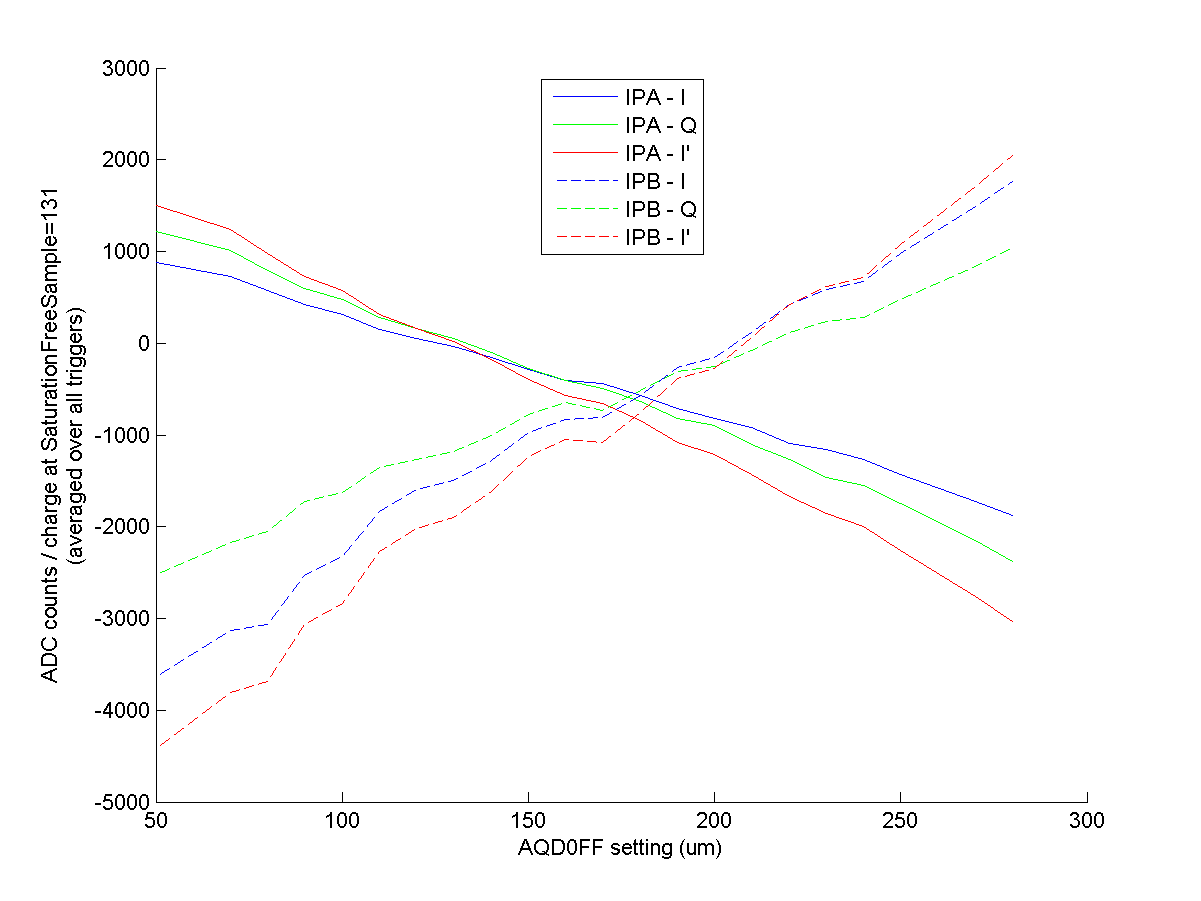 3000
2000
1000
0
-1000
-2000
-3000
-4000
-5000
50
100
150
200
250
300
AQD0FF setting (um)
ADC counts / charge at SaturationFreeSample=131
(averaged over all triggers)
IPA - I
IPA - Q
IPA - I'
IPB - I
IPB - Q
IPB - I'